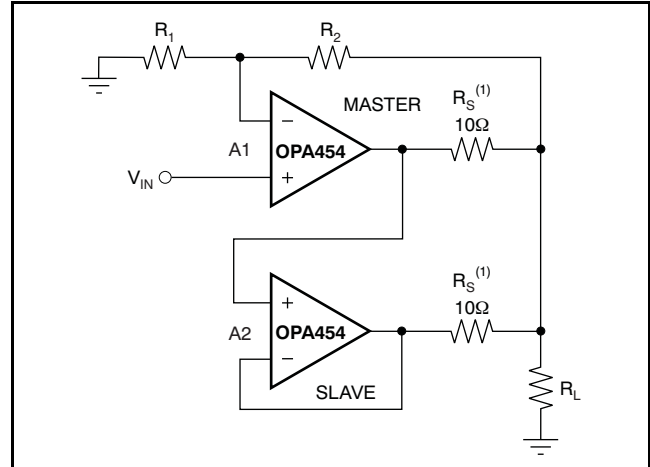 R1
R2
MASTER
RS(1)
10Ω
−
A1
OPA454
VIN
+
RS(1)
10Ω
+
A2
OPA454
−
SLAVE
RL